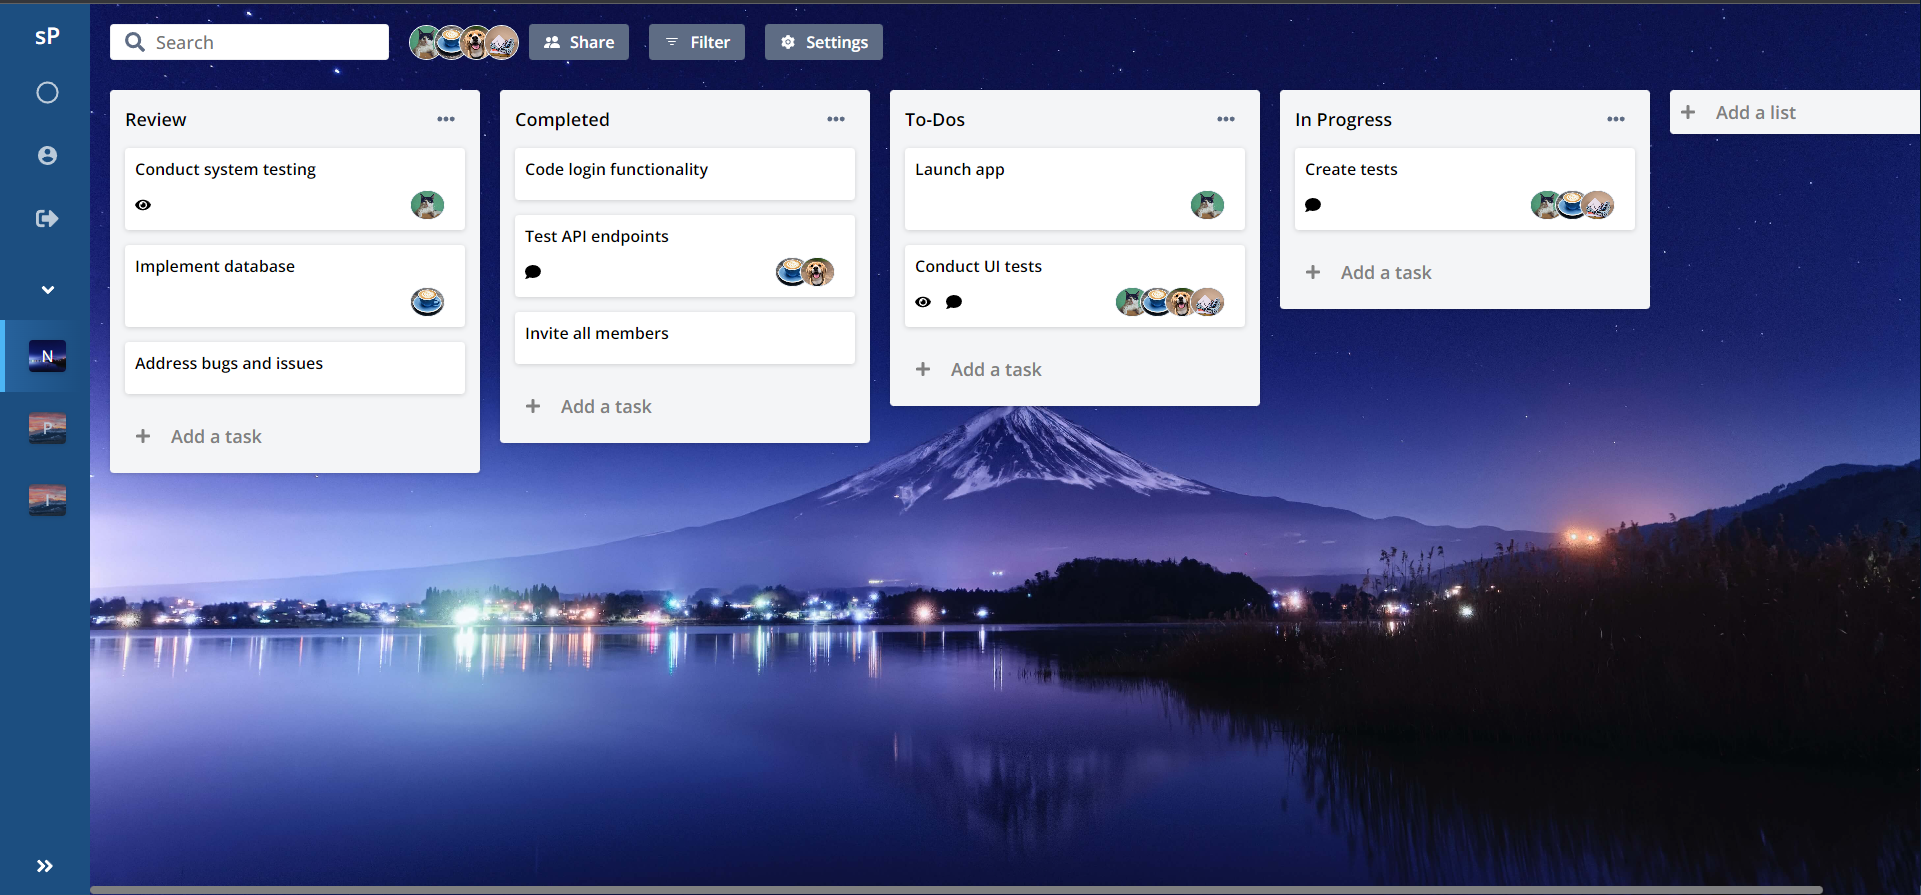 sP
Search
Share
Filter
Settings
N
P
I
Review
Conduct system testing
Implement database
Address bugs and issues
Add a task
Completed
Code login functionality
Test API endpoints
Invite all members
Add a task
To-Dos
Launch app
Conduct UI tests
Add a task
In Progress
Create tests
Add a task
Add a list